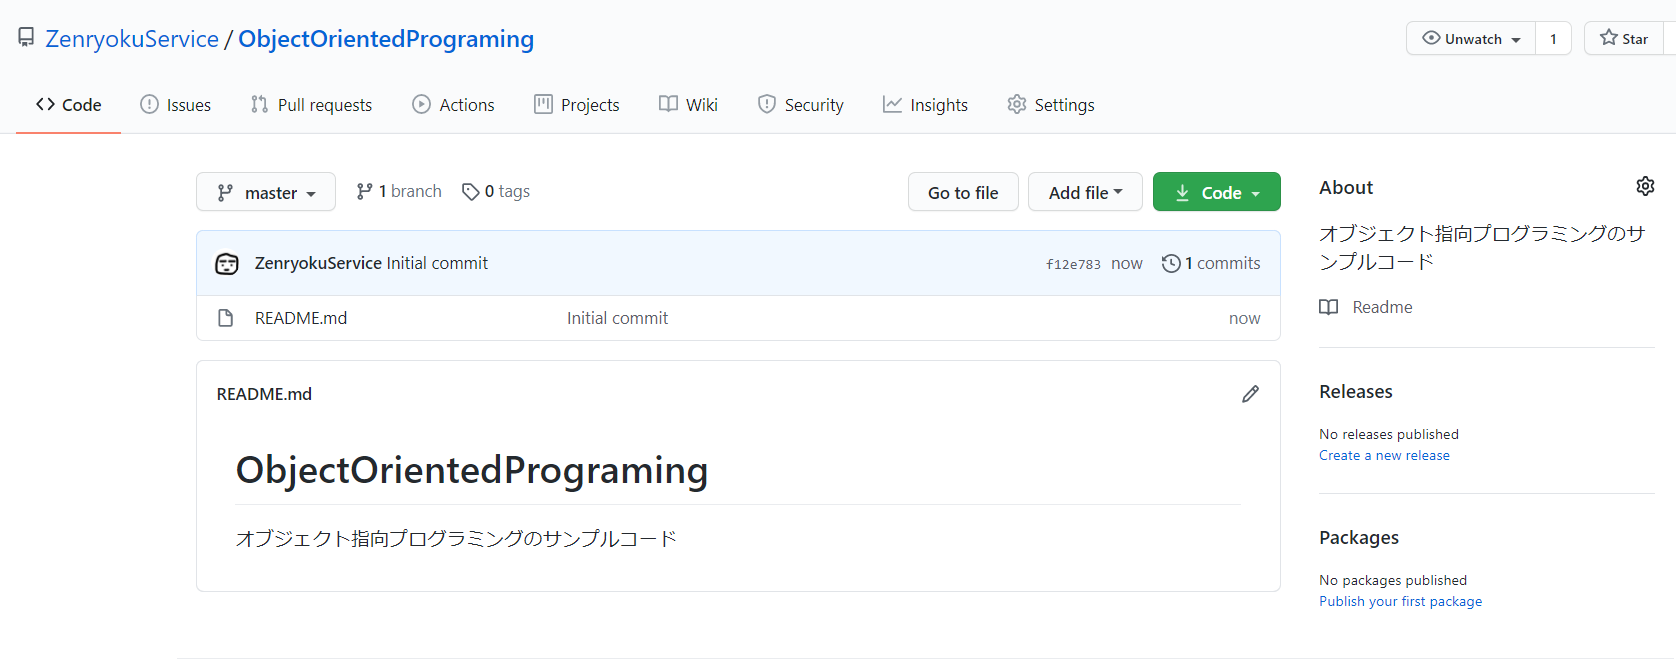 ZenryokuService / ObjectOrientedPrograming
Unwatch 1 Star
Code Issues Pull requests Actions Projects Wiki Security Insights Settings
master 1 branch 0 tags Go to file Add file Code
ZenryokuService Initial commit f12e783 now 1 commits
README.md Initial commit now
README.md
ObjectOrientedPrograming
オブジェクト指向プログラミングのサンプルコード
About
オブジェクト指向プログラミングのサ
ンプルコード
Readme
Releases
No releases published
Create a new release
Packages
No packages published
Publish your first package